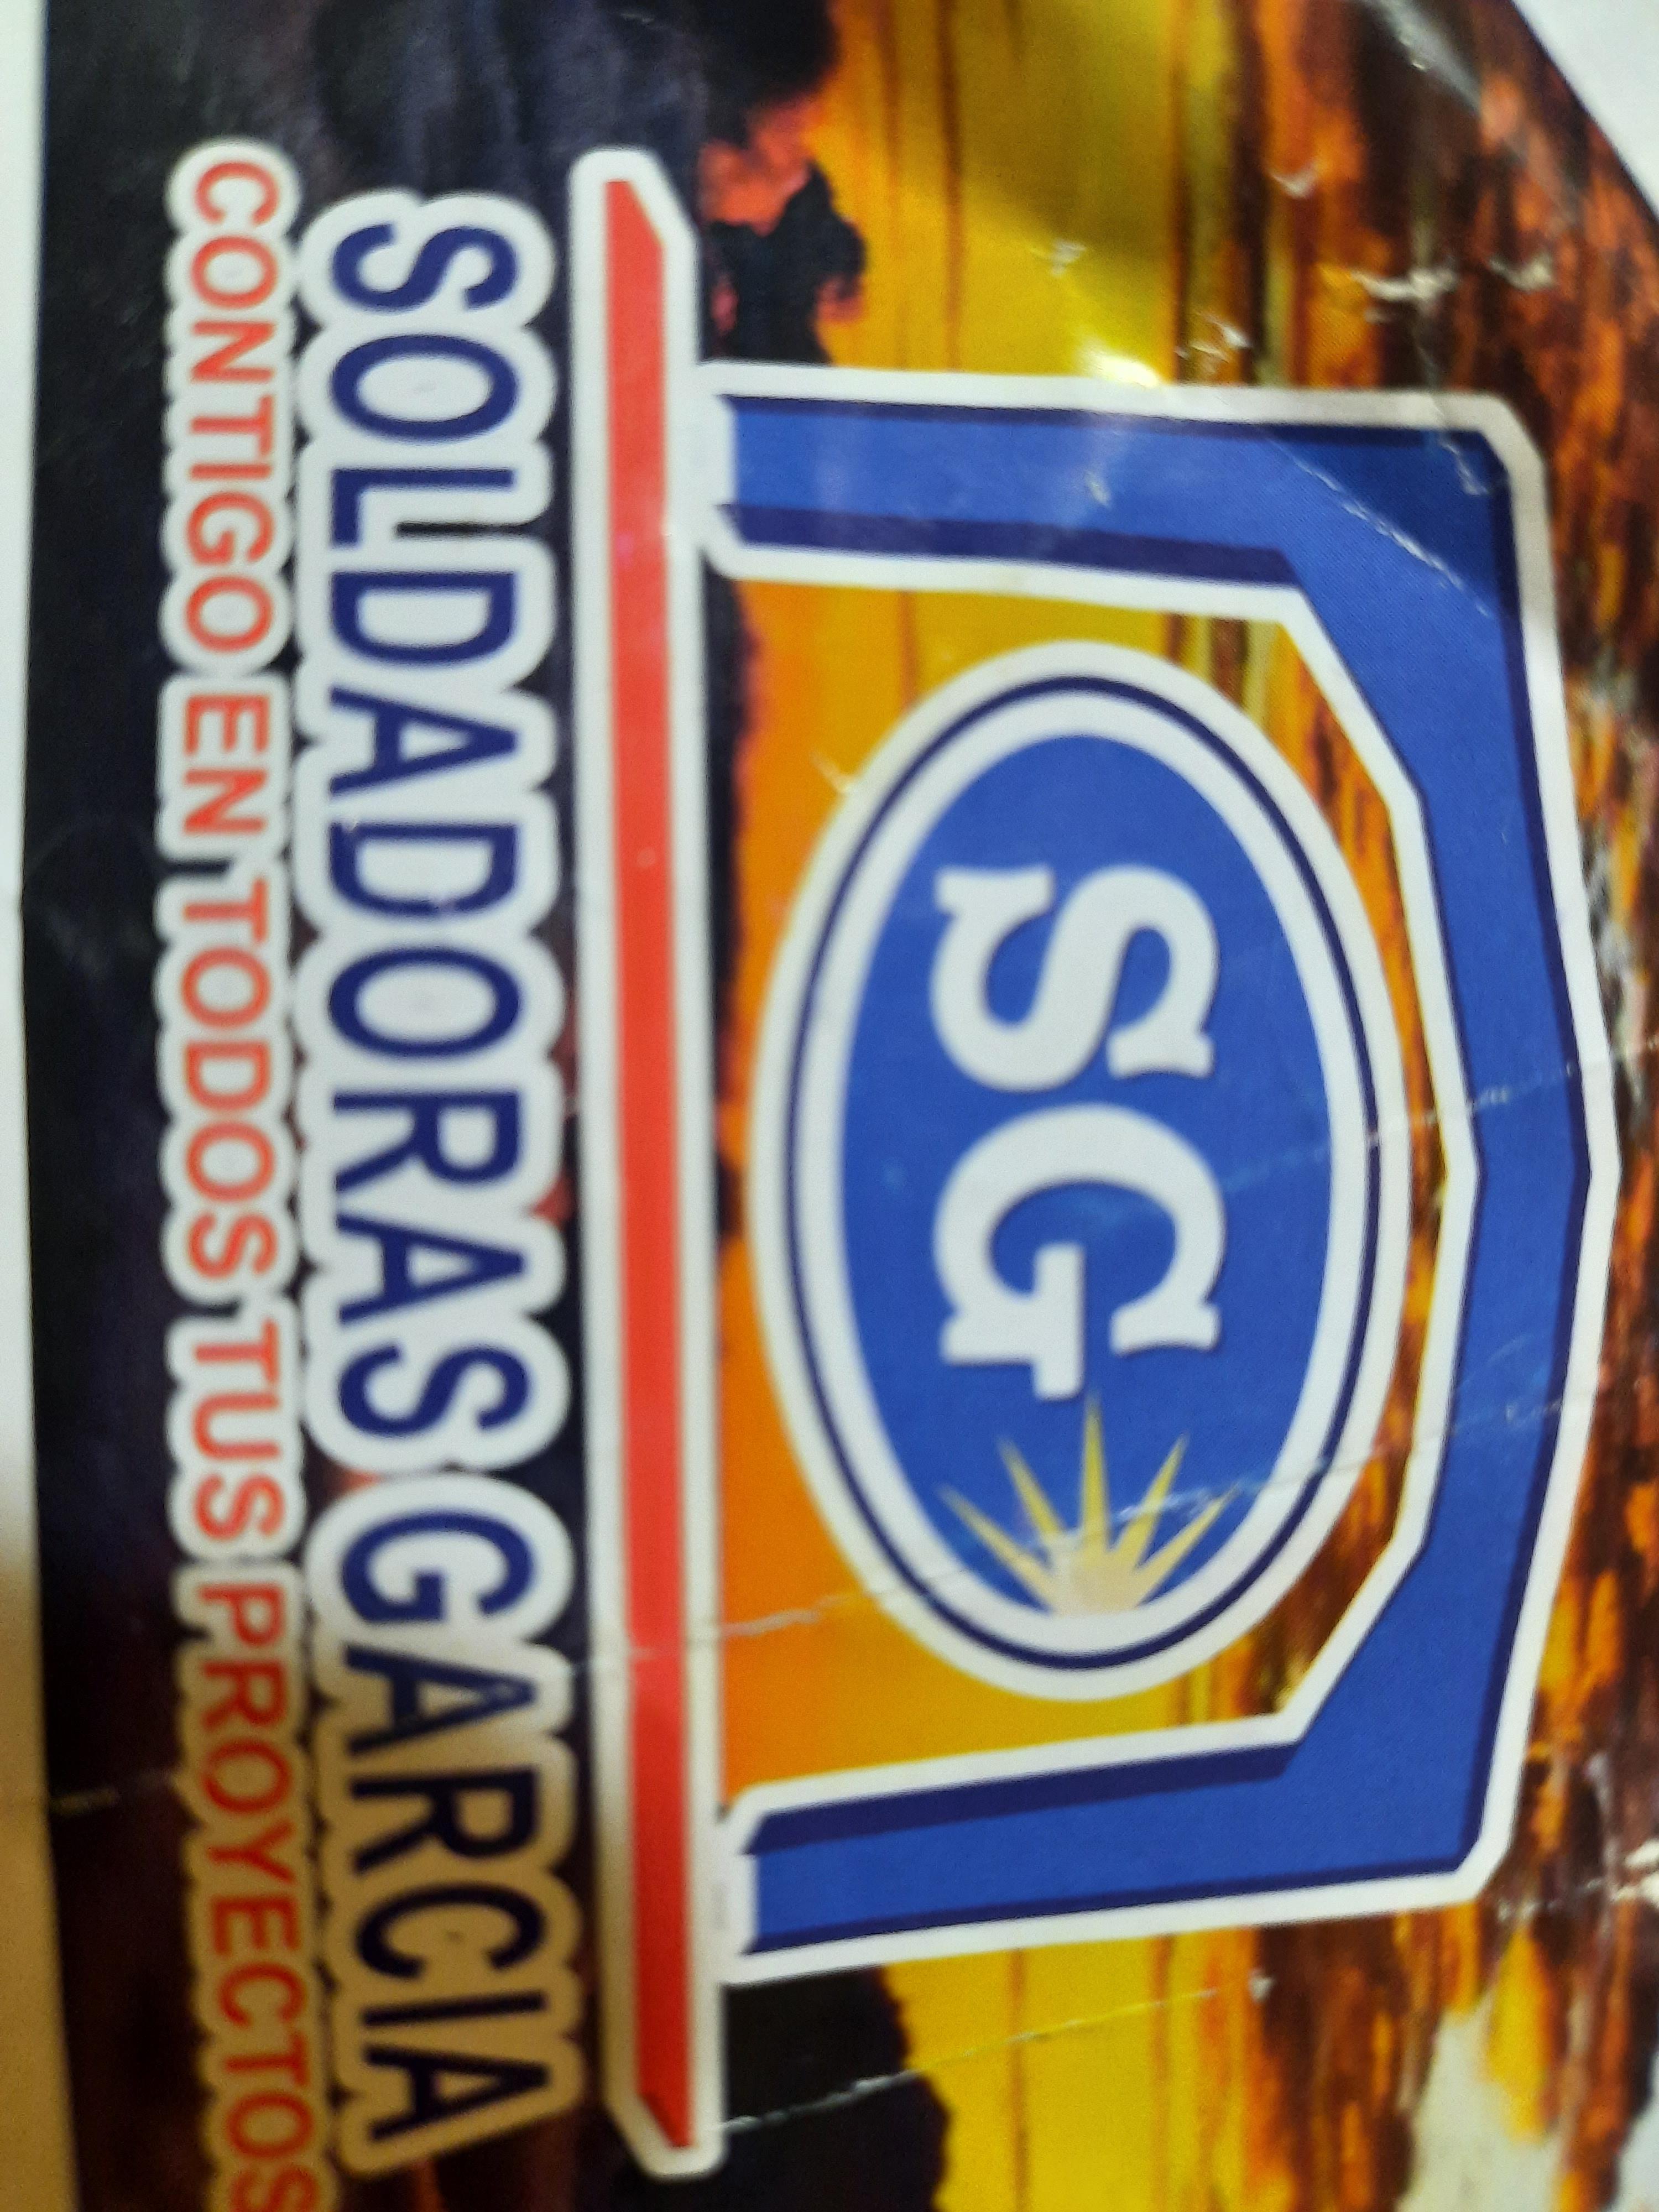 SG
SOLDADORAS GARCIA
CONTIGO EN TODOS TUS PROYECTOS